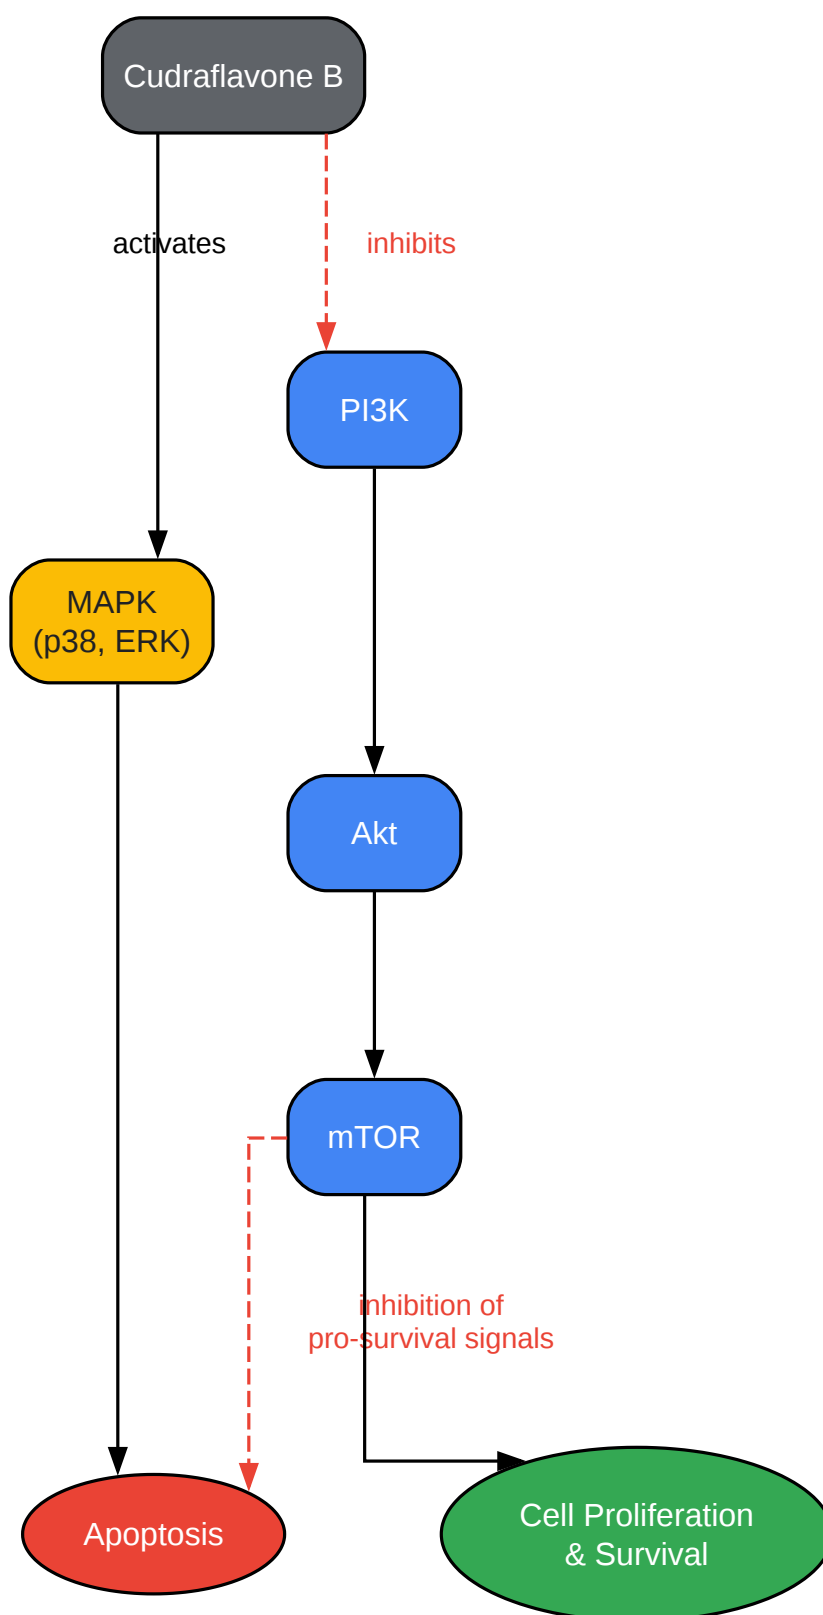 Cudraflavone B
activates
inhibits
PI3K
MAPK
(p38, ERK)
Akt
mTOR
inhibition of
pro-survival signals
Apoptosis
Cell Proliferation
& Survival